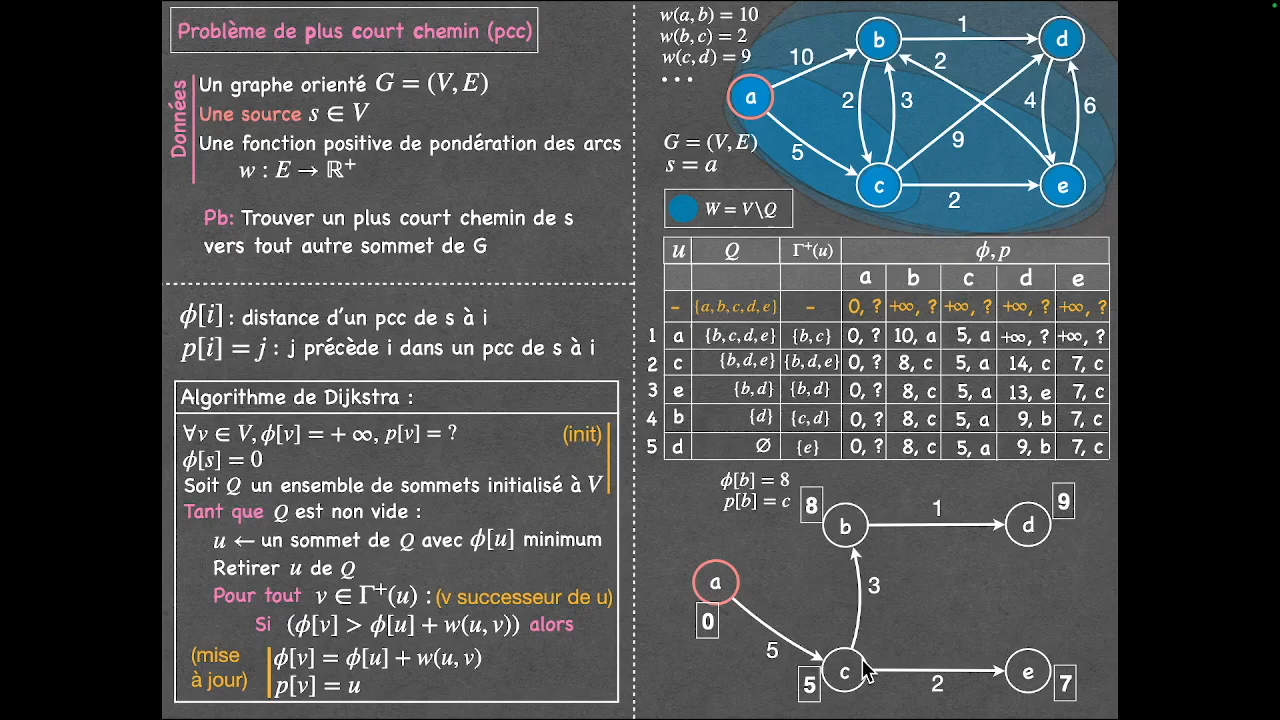 Problème de plus court chemin (pcc)
Données
Un graphe orienté G = (V, E)
Une source s ∈ V
Une fonction positive de pondération des arcs
w : E → ℝ⁺
Pb: Trouver un plus court chemin de s
vers tout autre sommet de G
ϕ[i] : distance d'un pcc de s à i
p[i] = j : j précède i dans un pcc de s à i
Algorithme de Dijkstra :
∀v ∈ V, ϕ[v] = + ∞, p[v] = ? (init)
ϕ[s] = 0
Soit Q un ensemble de sommets initialisé à V
Tant que Q est non vide :
u ← un sommet de Q avec ϕ[u] minimum
Retirer u de Q
Pour tout v ∈ Γ⁺(u) : (v successeur de u)
Si (ϕ[v] > ϕ[u] + w(u, v)) alors
(mise à jour)
ϕ[v] = ϕ[u] + w(u, v)
p[v] = u
w(a, b) = 10
w(b, c) = 2
w(c, d) = 9
...
a
b
c
d
e
10
5
2
3
1
2
9
4
6
2
G = (V, E)
s = a
W = V\Q
u Q Γ⁺(u) ϕ, p
a b c d e
– {a, b, c, d, e} – 0, ? +∞, ? +∞, ? +∞, ? +∞, ?
1 a {b, c, d, e} {b, c} 0, ? 10, a 5, a +∞, ? +∞, ?
2 c {b, d, e} {b, d, e} 0, ? 8, c 5, a 14, c 7, c
3 e {b, d} {b, d} 0, ? 8, c 5, a 13, e 7, c
4 b {d} {c, d} 0, ? 8, c 5, a 9, b 7, c
5 d ∅ {e} 0, ? 8, c 5, a 9, b 7, c
ϕ[b] = 8
p[b] = c
8
b
1
d
9
a
0
3
5
5
c
2
e
7